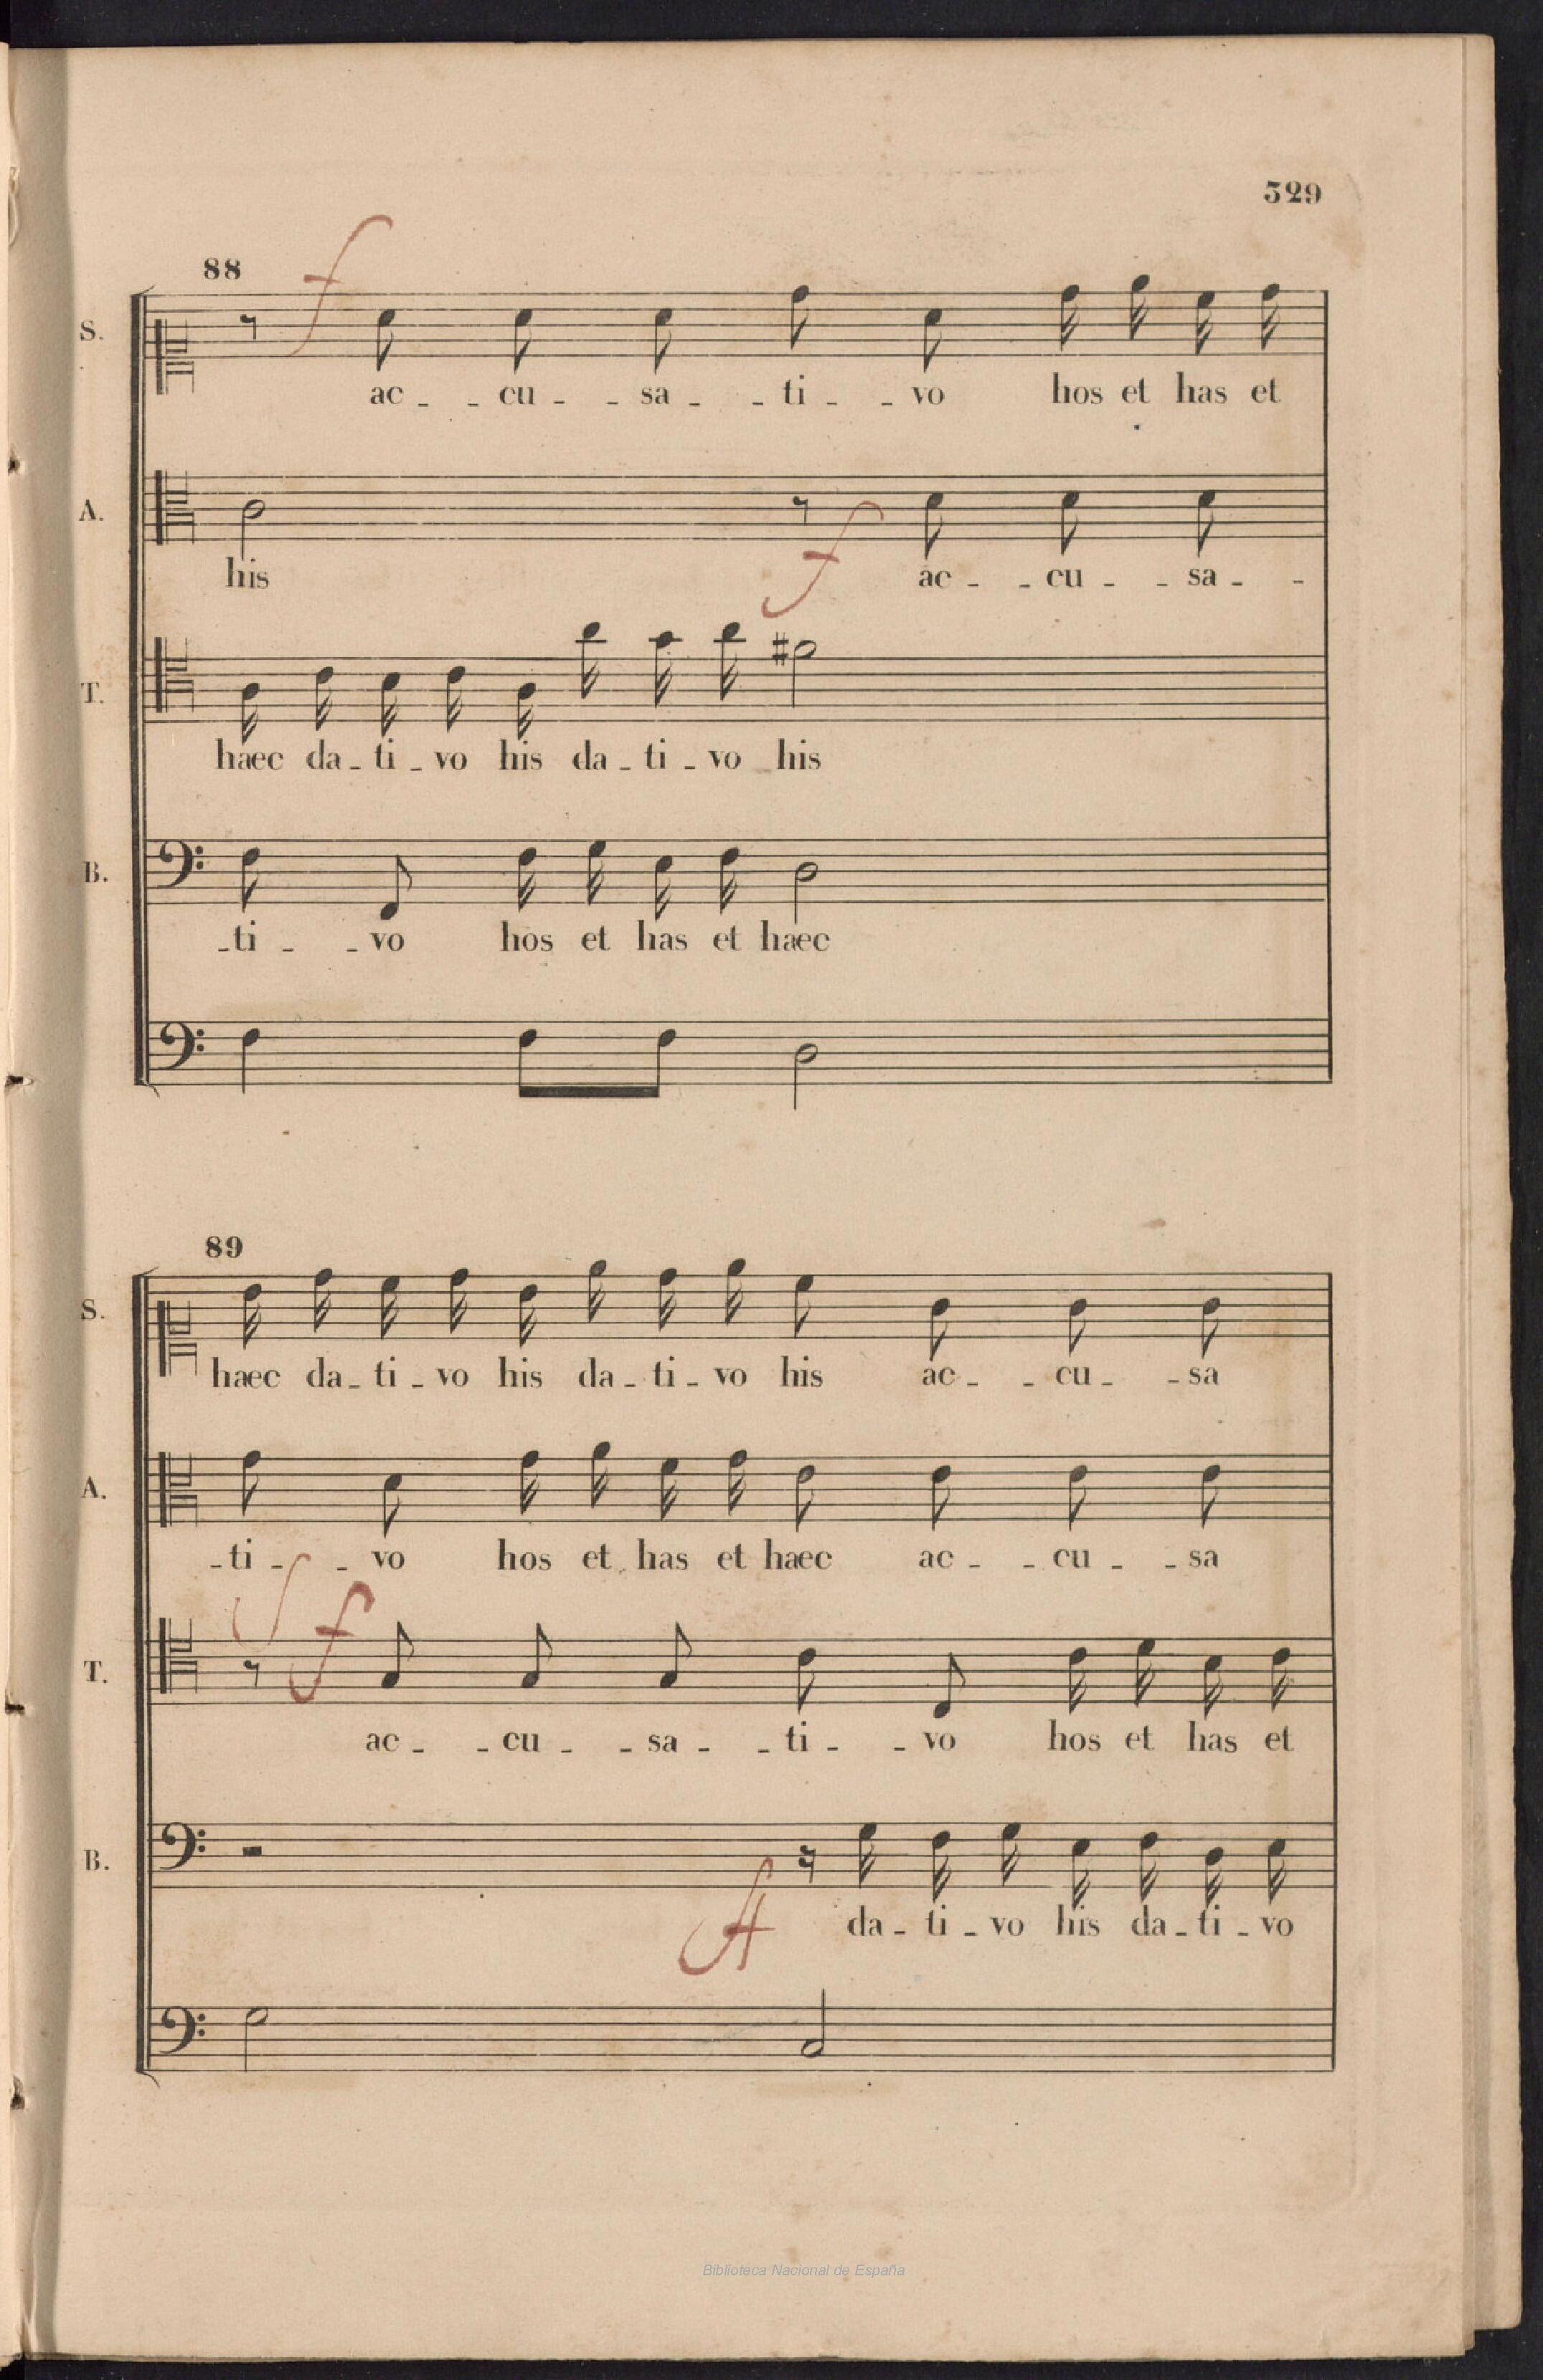 329
88
S.
ac - - cu - - sa - - ti - - vo hos et has et
A.
his ac - - cu - - sa - -
T.
haec da - ti - vo his da - ti - vo his
B.
- ti - - vo hos et has et haec
89
S.
haec da - ti - vo his da - ti - vo his ac - - cu - - sa
A.
- ti - - vo hos et has et haec ac - - cu - - sa
T.
ac - - cu - - sa - - ti - - vo hos et has et
B.
da - ti - vo his da - ti - vo
Biblioteca Nacional de España